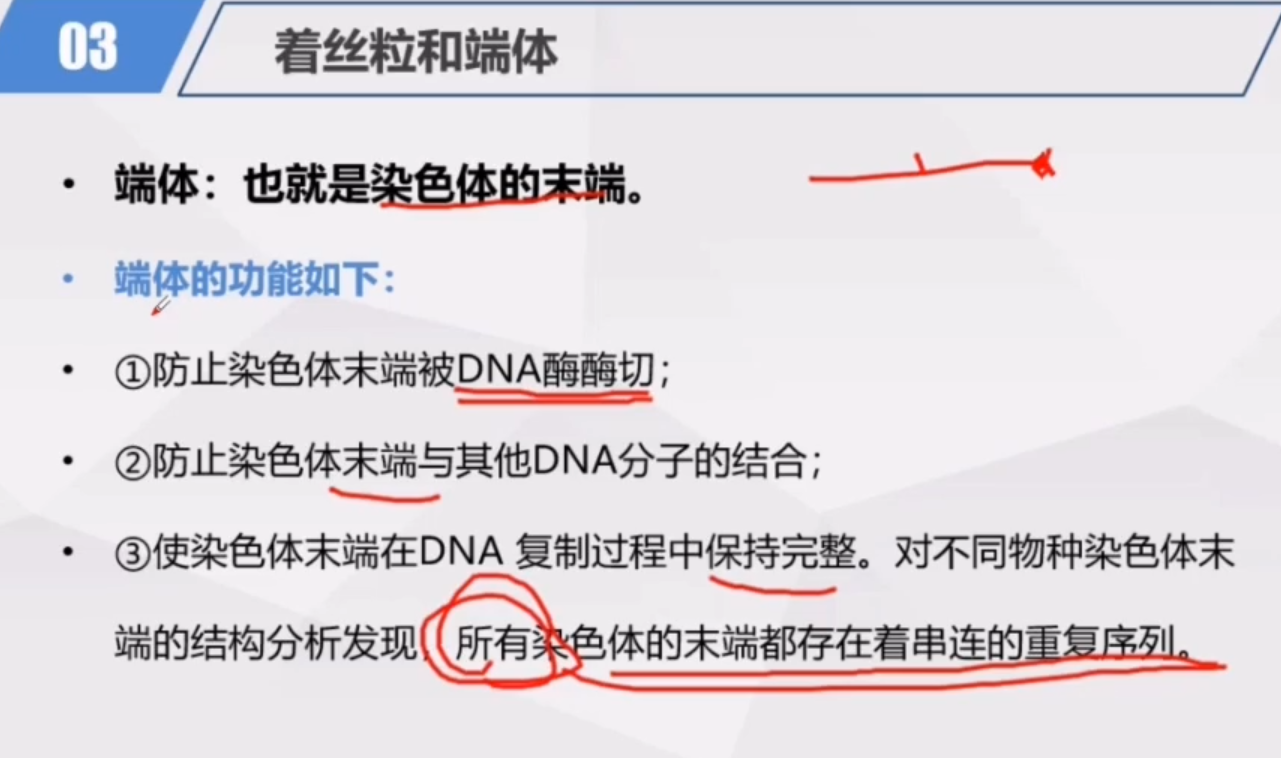 03 着丝粒和端体
• 端体：也就是染色体的末端。
• 端体的功能如下：
• ①防止染色体末端被DNA酶酶切；
• ②防止染色体末端与其他DNA分子的结合；
• ③使染色体末端在DNA 复制过程中保持完整。对不同物种染色体末
端的结构分析发现，所有染色体的末端都存在着串连的重复序列。